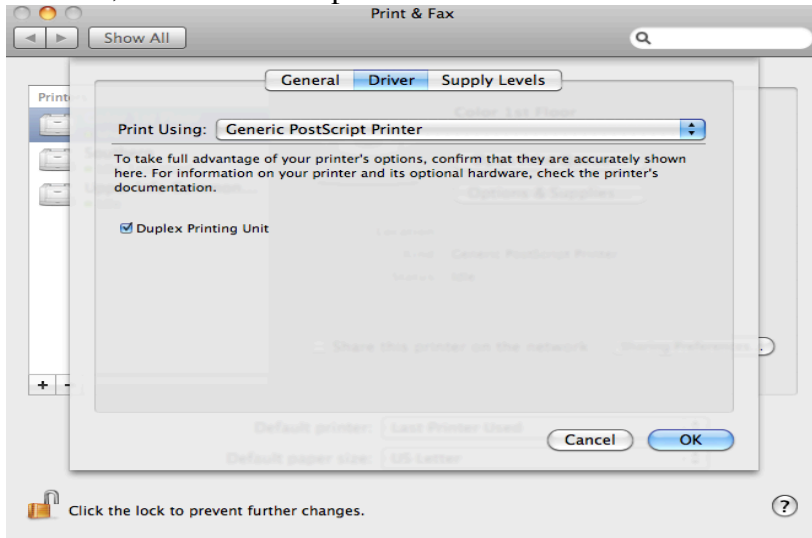 Print & Fax
Show All
General Driver Supply Levels
Printers
Color 1st Floor
Print Using: Generic PostScript Printer
To take full advantage of your printer's options, confirm that they are accurately shown
here. For information on your printer and its optional hardware, check the printer's
documentation.
Options & Supplies...
Duplex Printing Unit
Generic PostScript Printer
Idle
Share this printer on the network Sharing Preferences...
+ -
Default printer: Last Printer Used
Cancel OK
Default paper size: US Letter
Click the lock to prevent further changes.
?